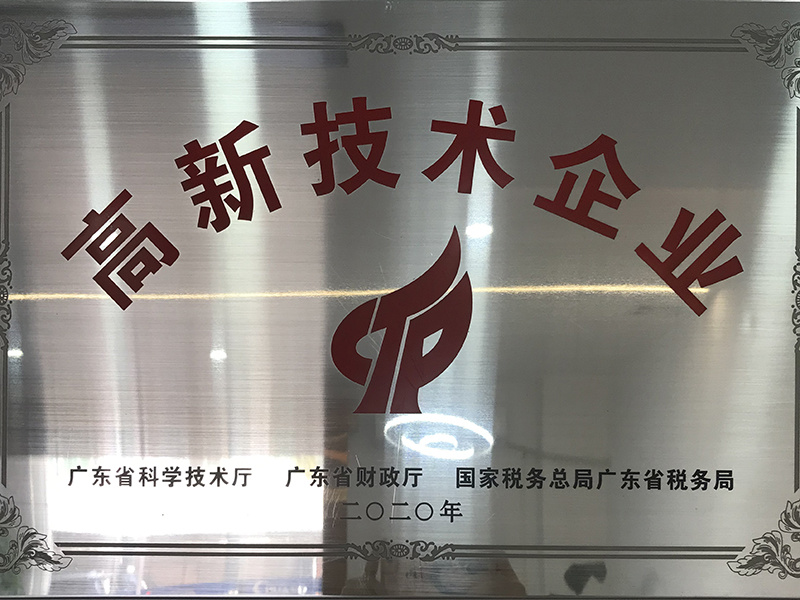 高新技术企业
广东省科学技术厅 广东省财政厅 国家税务总局广东省税务局
二〇二〇年